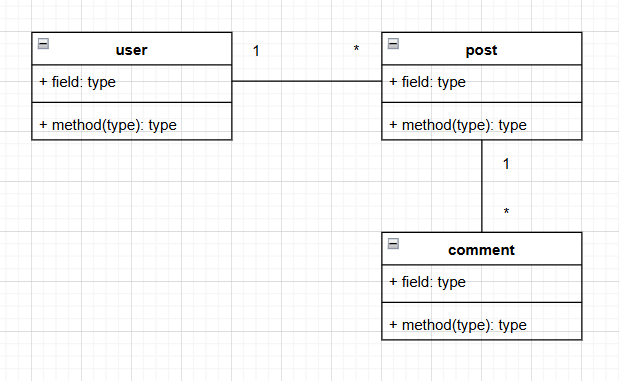 user
+ field: type
+ method(type): type
1
*
post
+ field: type
+ method(type): type
1
*
comment
+ field: type
+ method(type): type